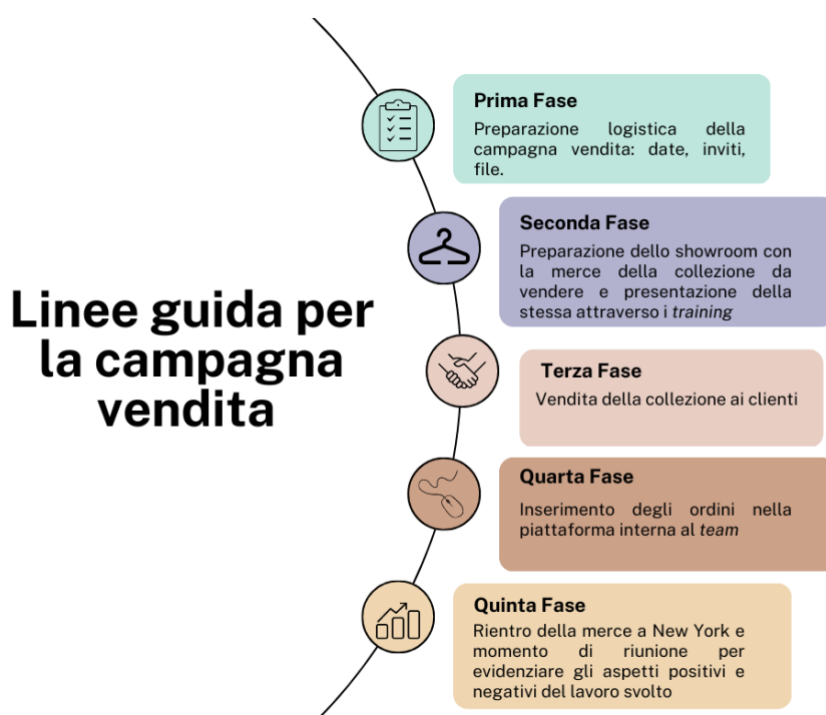 Linee guida per
la campagna
vendita
Prima Fase
Preparazione logistica della
campagna vendita: date, inviti,
file.
Seconda Fase
Preparazione dello showroom con
la merce della collezione da
vendere e presentazione della
stessa attraverso i training
Terza Fase
Vendita della collezione ai clienti
Quarta Fase
Inserimento degli ordini nella
piattaforma interna al team
Quinta Fase
Rientro della merce a New York e
momento di riunione per
evidenziare gli aspetti positivi e
negativi del lavoro svolto